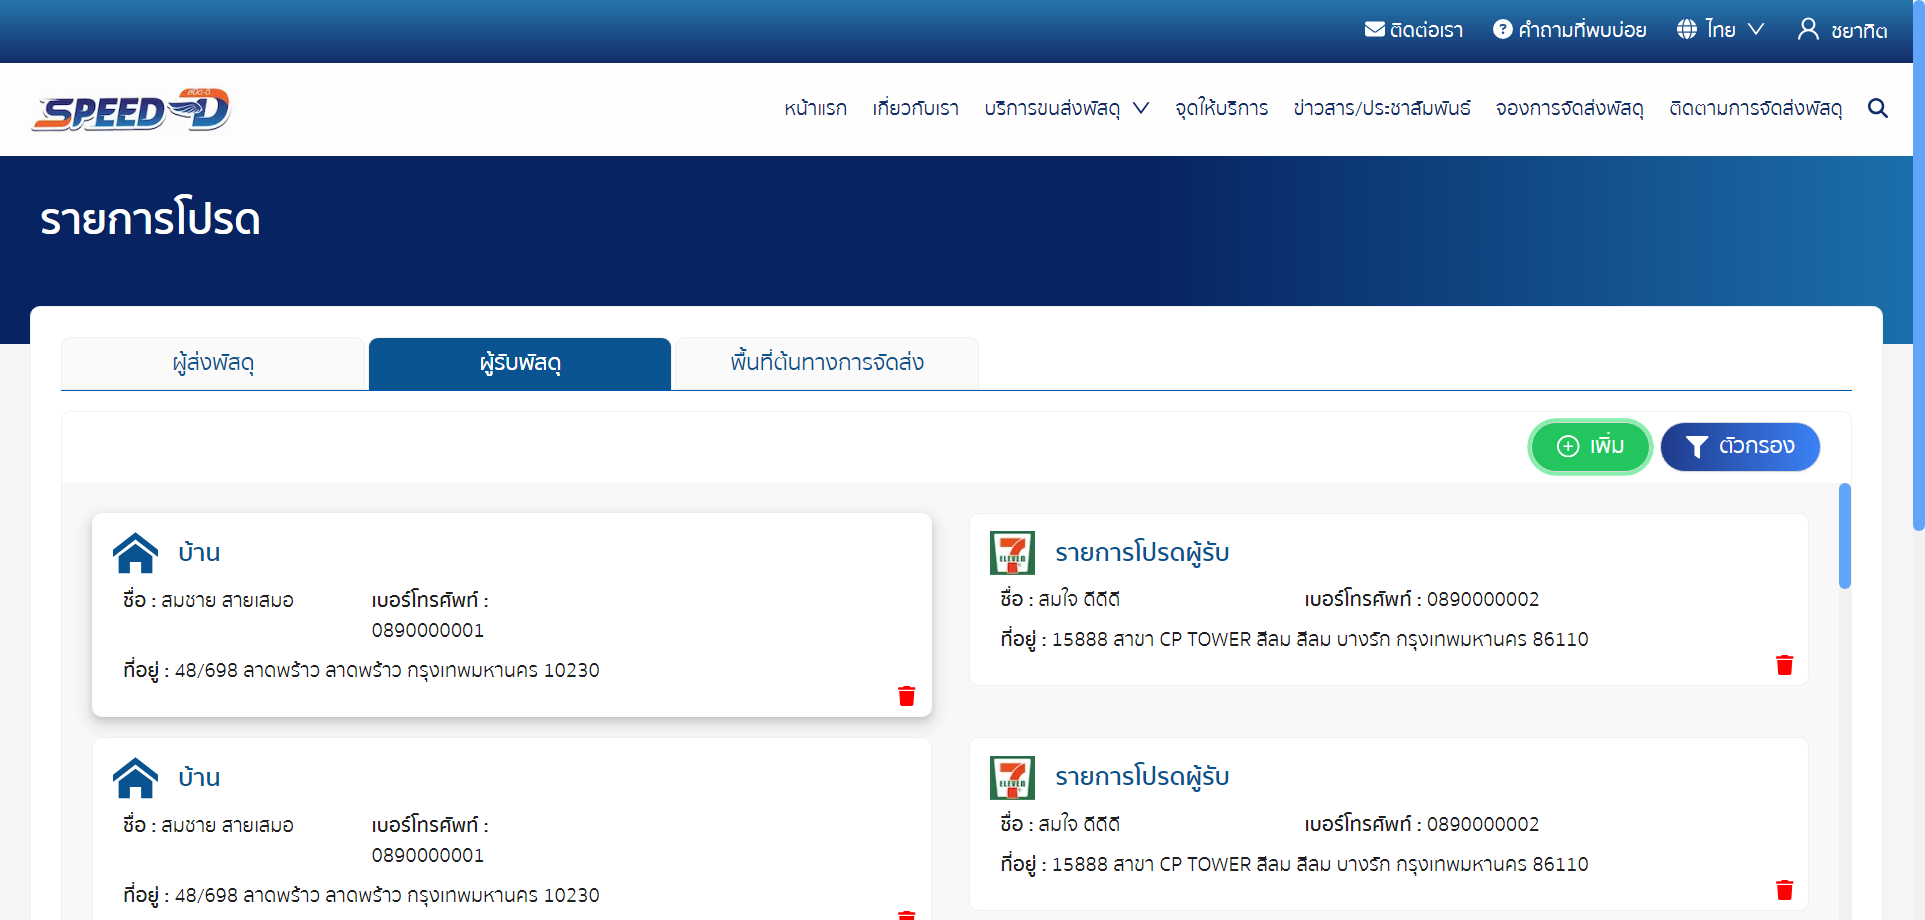 ติดต่อเรา คำถามที่พบบ่อย ไทย ชยาทิต
สปีด-ดี
SPEED-D
หน้าแรก เกี่ยวกับเรา บริการขนส่งพัสดุ จุดให้บริการ ข่าวสาร/ประชาสัมพันธ์ จองการจัดส่งพัสดุ ติดตามการจัดส่งพัสดุ
รายการโปรด
ผู้ส่งพัสดุ ผู้รับพัสดุ พื้นที่ต้นทางการจัดส่ง
เพิ่ม ตัวกรอง
บ้าน
ชื่อ : สมชาย สายเสมอ เบอร์โทรศัพท์ :
0890000001
ที่อยู่ : 48/698 ลาดพร้าว ลาดพร้าว กรุงเทพมหานคร 10230
7 ELEVEN
รายการโปรดผู้รับ
ชื่อ : สมใจ ดีดีดี เบอร์โทรศัพท์ : 0890000002
ที่อยู่ : 15888 สาขา CP TOWER สีลม สีลม บางรัก กรุงเทพมหานคร 86110
บ้าน
ชื่อ : สมชาย สายเสมอ เบอร์โทรศัพท์ :
0890000001
ที่อยู่ : 48/698 ลาดพร้าว ลาดพร้าว กรุงเทพมหานคร 10230
7 ELEVEN
รายการโปรดผู้รับ
ชื่อ : สมใจ ดีดีดี เบอร์โทรศัพท์ : 0890000002
ที่อยู่ : 15888 สาขา CP TOWER สีลม สีลม บางรัก กรุงเทพมหานคร 86110